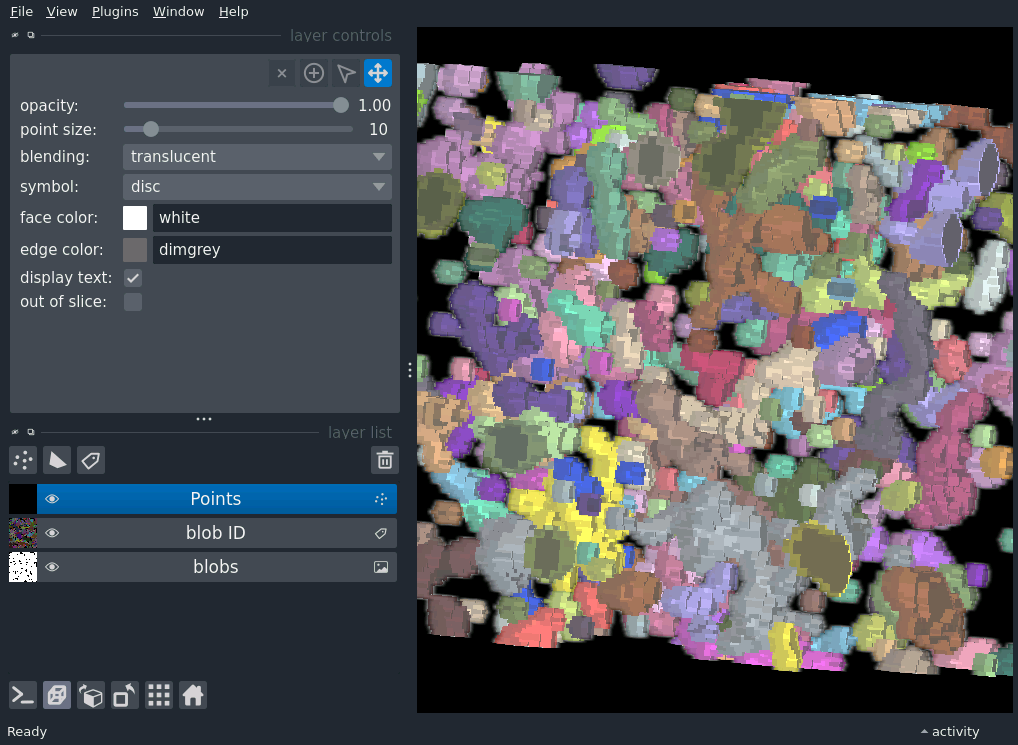 File View Plugins Window Help
layer controls
opacity: 1.00
point size: 10
blending: translucent
symbol: disc
face color: white
edge color: dimgrey
display text:
out of slice:
layer list
Points
blob ID
blobs
Ready activity